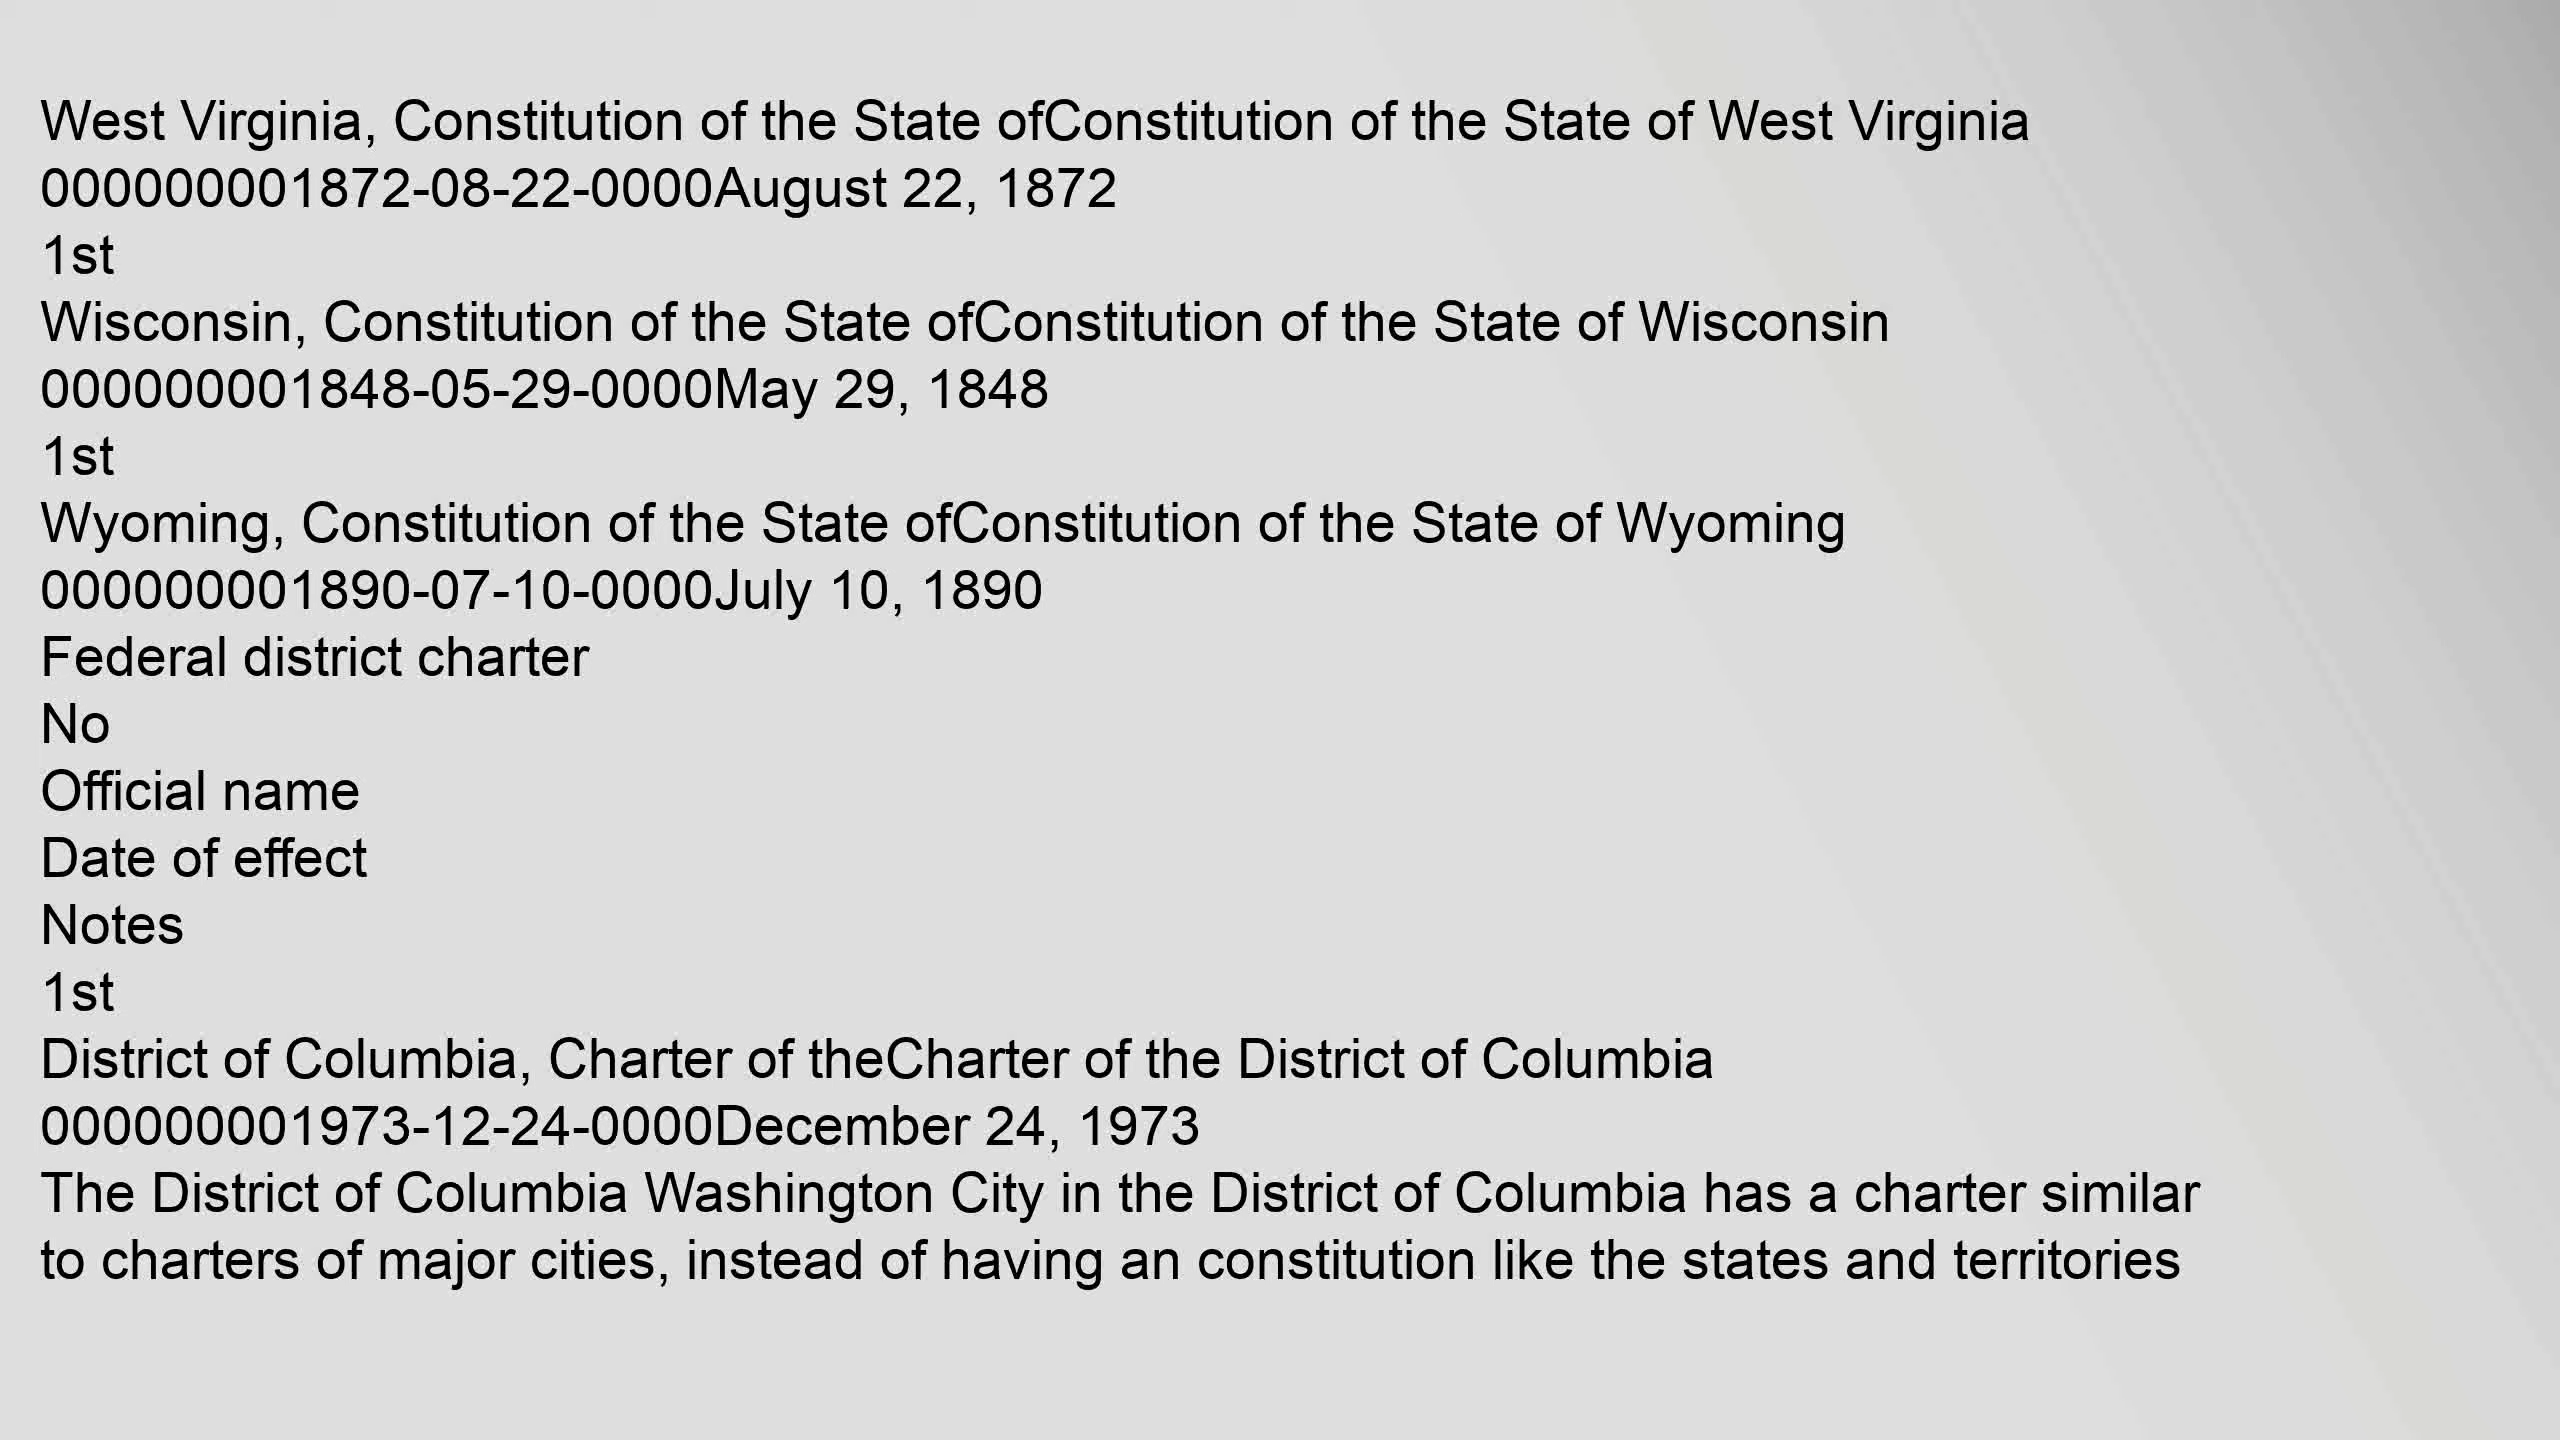 West Virginia, Constitution of the State ofConstitution of the State of West Virginia
000000001872-08-22-0000August 22, 1872
1st
Wisconsin, Constitution of the State ofConstitution of the State of Wisconsin
000000001848-05-29-0000May 29, 1848
1st
Wyoming, Constitution of the State ofConstitution of the State of Wyoming
000000001890-07-10-0000July 10, 1890
Federal district charter
No
Official name
Date of effect
Notes
1st
District of Columbia, Charter of theCharter of the District of Columbia
000000001973-12-24-0000December 24, 1973
The District of Columbia Washington City in the District of Columbia has a charter similar
to charters of major cities, instead of having an constitution like the states and territories